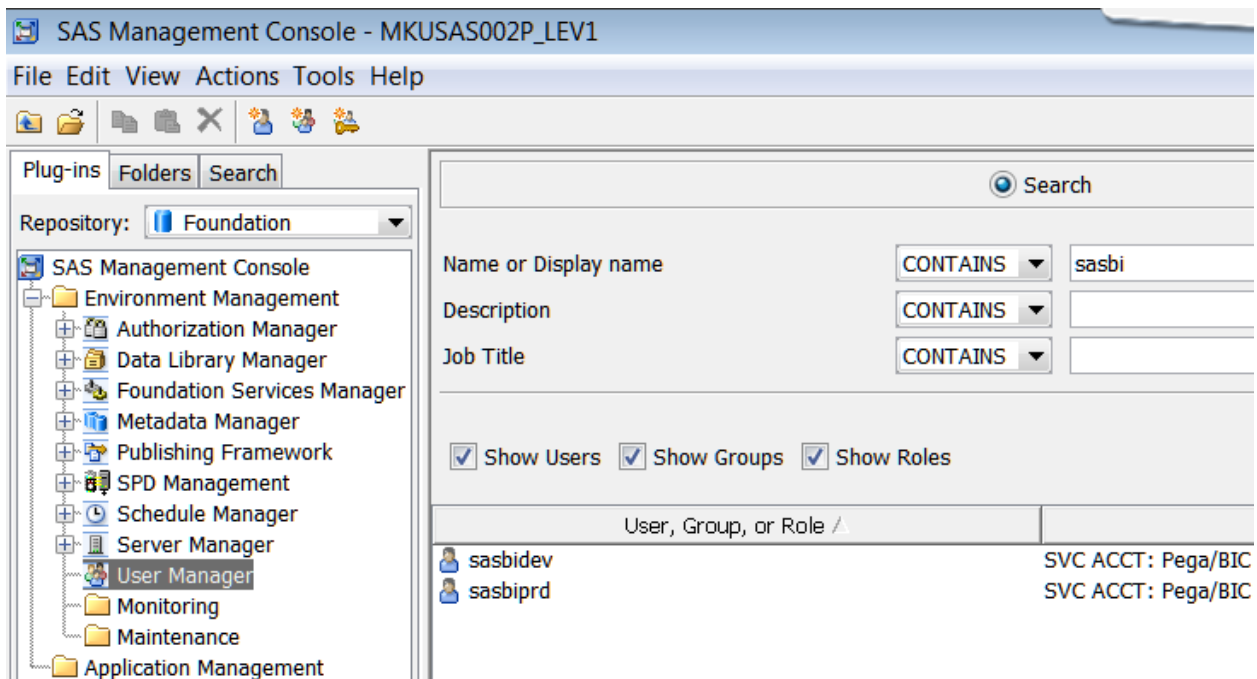 SAS Management Console - MKUSAS002P_LEV1
File Edit View Actions Tools Help
Plug-ins Folders Search
Repository: Foundation
SAS Management Console
Environment Management
Authorization Manager
Data Library Manager
Foundation Services Manager
Metadata Manager
Publishing Framework
SPD Management
Schedule Manager
Server Manager
User Manager
Monitoring
Maintenance
Application Management
Search
Name or Display name CONTAINS sasbi
Description CONTAINS
Job Title CONTAINS
Show Users Show Groups Show Roles
User, Group, or Role
sasbidev SVC ACCT: Pega/BIC
sasbiprd SVC ACCT: Pega/BIC